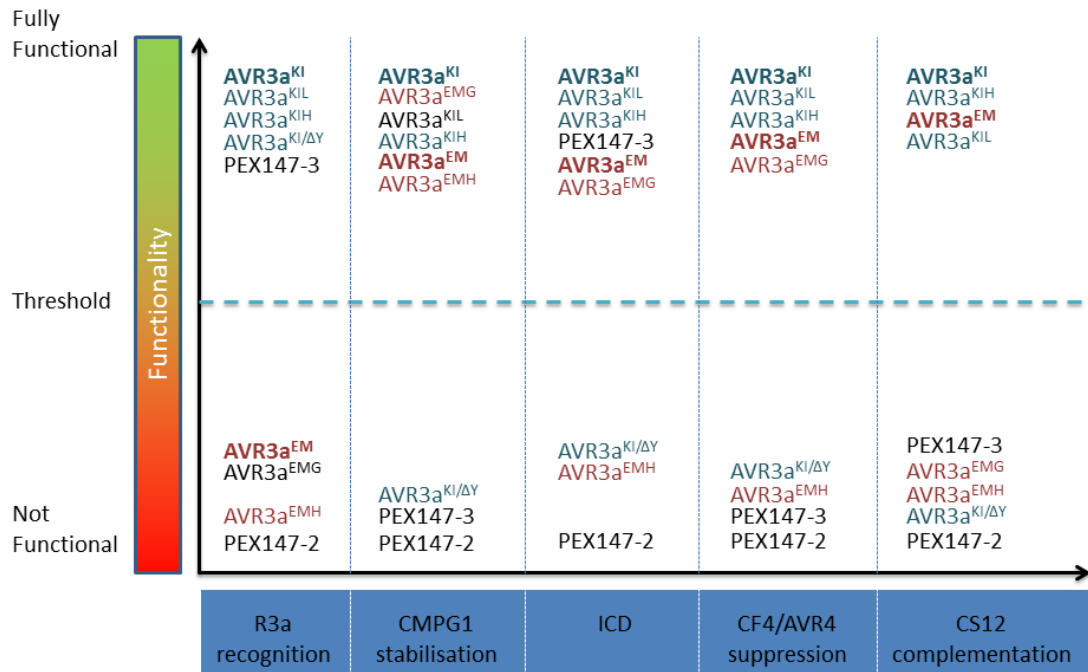 Fully
Functional
Threshold
Not
Functional
Functionality
AVR3aKI
AVR3aKIL
AVR3aKIH
AVR3aKI/ΔY
PEX147-3
AVR3aEM
AVR3aEMG
AVR3aEMH
PEX147-2
AVR3aKI
AVR3aEMG
AVR3aKIL
AVR3aKIH
AVR3aEM
AVR3aEMH
AVR3aKI/ΔY
PEX147-3
PEX147-2
AVR3aKI
AVR3aKIL
AVR3aKIH
PEX147-3
AVR3aEM
AVR3aEMG
AVR3aKI/ΔY
AVR3aEMH
PEX147-2
AVR3aKI
AVR3aKIL
AVR3aKIH
AVR3aEM
AVR3aEMG
AVR3aKI/ΔY
AVR3aEMH
PEX147-3
PEX147-2
AVR3aKI
AVR3aKIH
AVR3aEM
AVR3aKIL
PEX147-3
AVR3aEMG
AVR3aEMH
AVR3aKI/ΔY
PEX147-2
R3a
recognition
CMPG1
stabilisation
ICD
CF4/AVR4
suppression
CS12
complementation